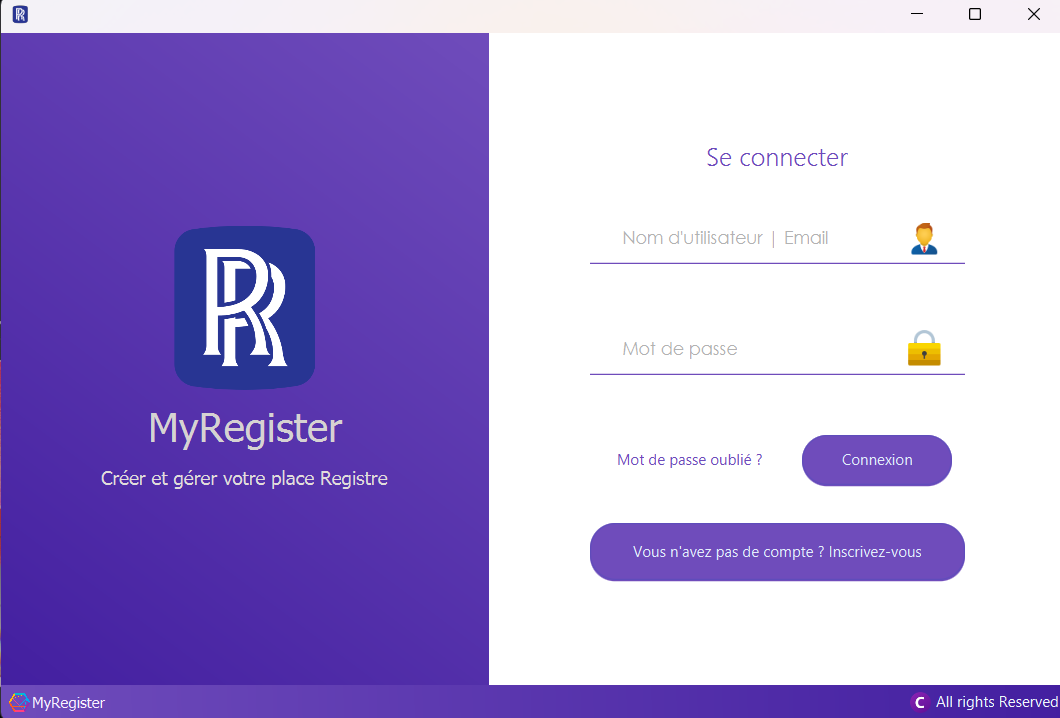 Se connecter
Nom d'utilisateur | Email
Mot de passe
RR
MyRegister
Créer et gérer votre place Registre
Mot de passe oublié ?
Connexion
Vous n'avez pas de compte ? Inscrivez-vous
MyRegister
C All rights Reserved